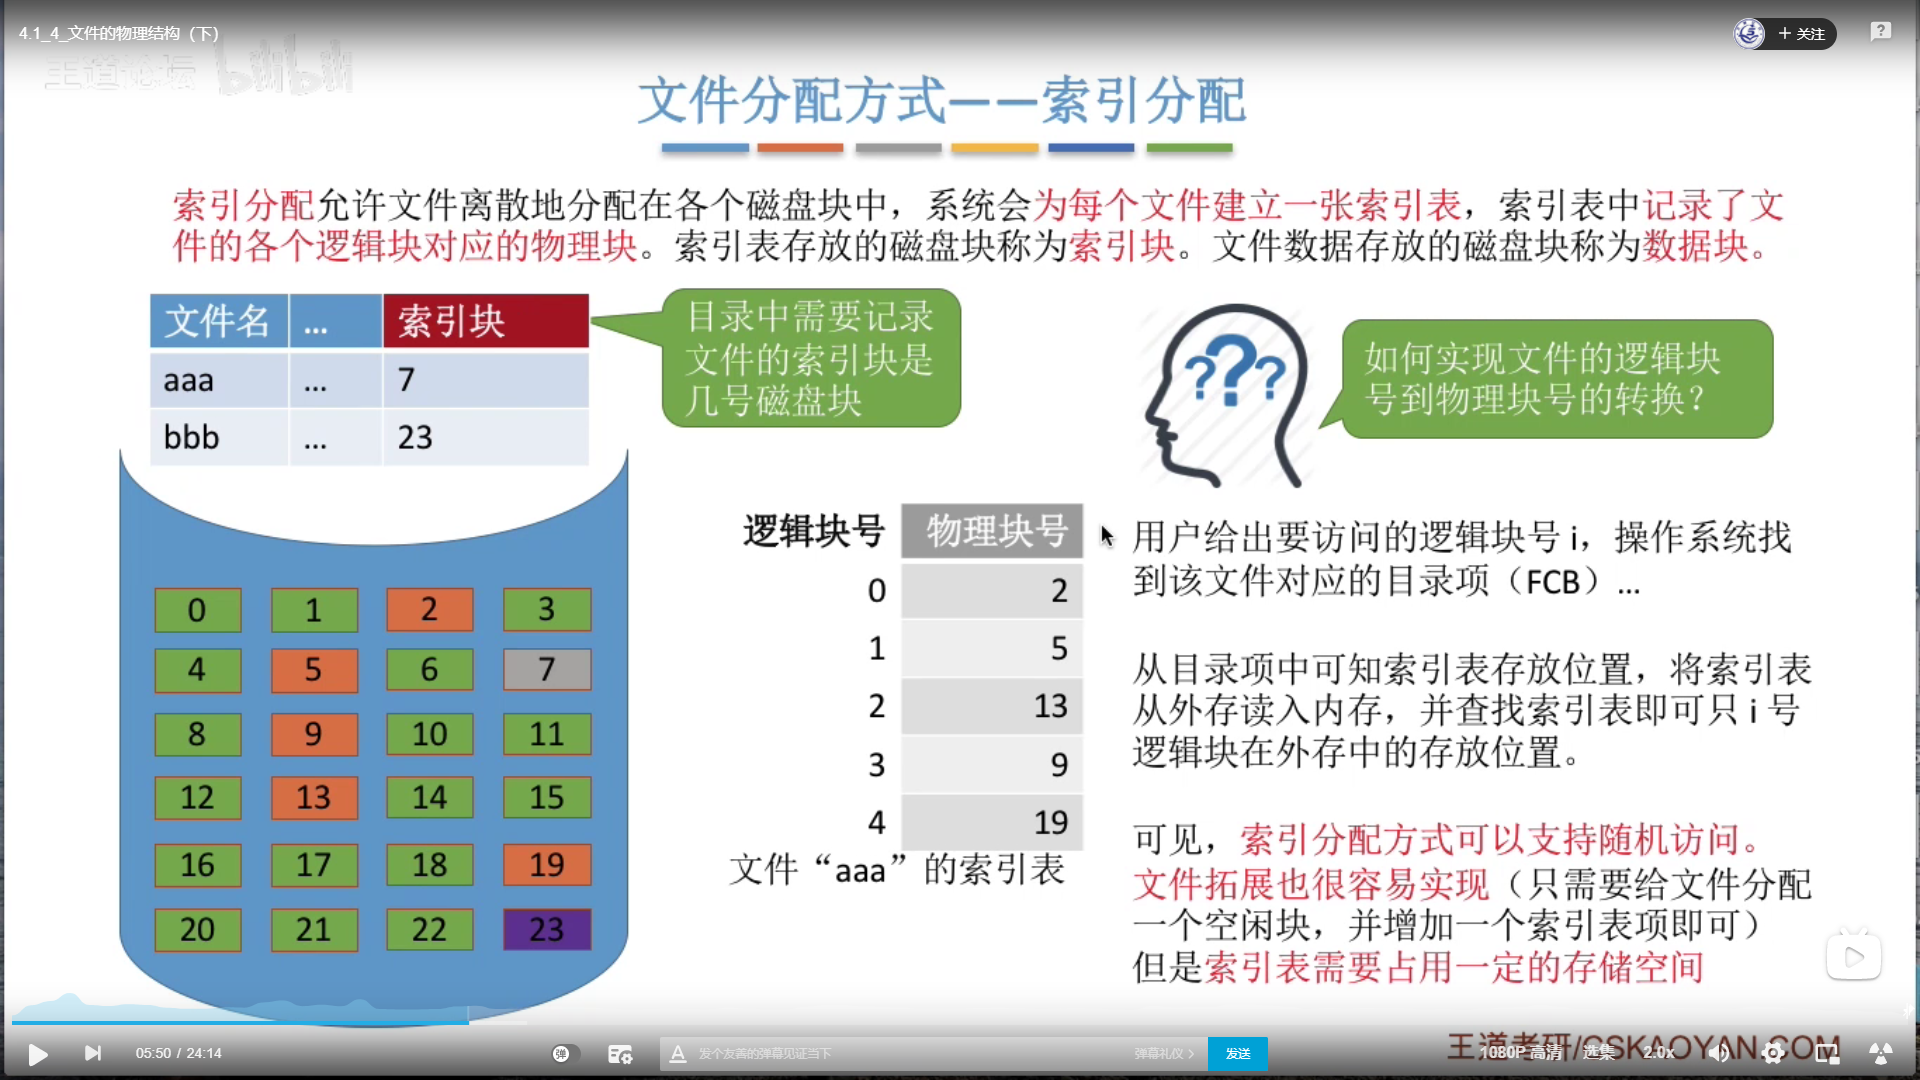 4.1_4_文件的物理结构（下）
+ 关注
王道论坛 bilibili
文件分配方式——索引分配
索引分配允许文件离散地分配在各个磁盘块中，系统会为每个文件建立一张索引表，索引表中记录了文
件的各个逻辑块对应的物理块。索引表存放的磁盘块称为索引块。文件数据存放的磁盘块称为数据块。
文件名 ... 索引块
aaa ... 7
bbb ... 23
目录中需要记录
文件的索引块是
几号磁盘块
如何实现文件的逻辑块
号到物理块号的转换？
0 1 2 3
4 5 6 7
8 9 10 11
12 13 14 15
16 17 18 19
20 21 22 23
逻辑块号 物理块号
0 2
1 5
2 13
3 9
4 19
文件“aaa”的索引表
用户给出要访问的逻辑块号 i，操作系统找
到该文件对应的目录项（FCB）...
从目录项中可知索引表存放位置，将索引表
从外存读入内存，并查找索引表即可只 i 号
逻辑块在外存中的存放位置。
可见，索引分配方式可以支持随机访问。
文件拓展也很容易实现（只需要给文件分配
一个空闲块，并增加一个索引表项即可）
但是索引表需要占用一定的存储空间
王道考研/CSKAOYAN.COM
05:50 / 24:14
弹
发个友善的弹幕见证当下
弹幕礼仪 >
发送
1080P 高清
选集
2.0x